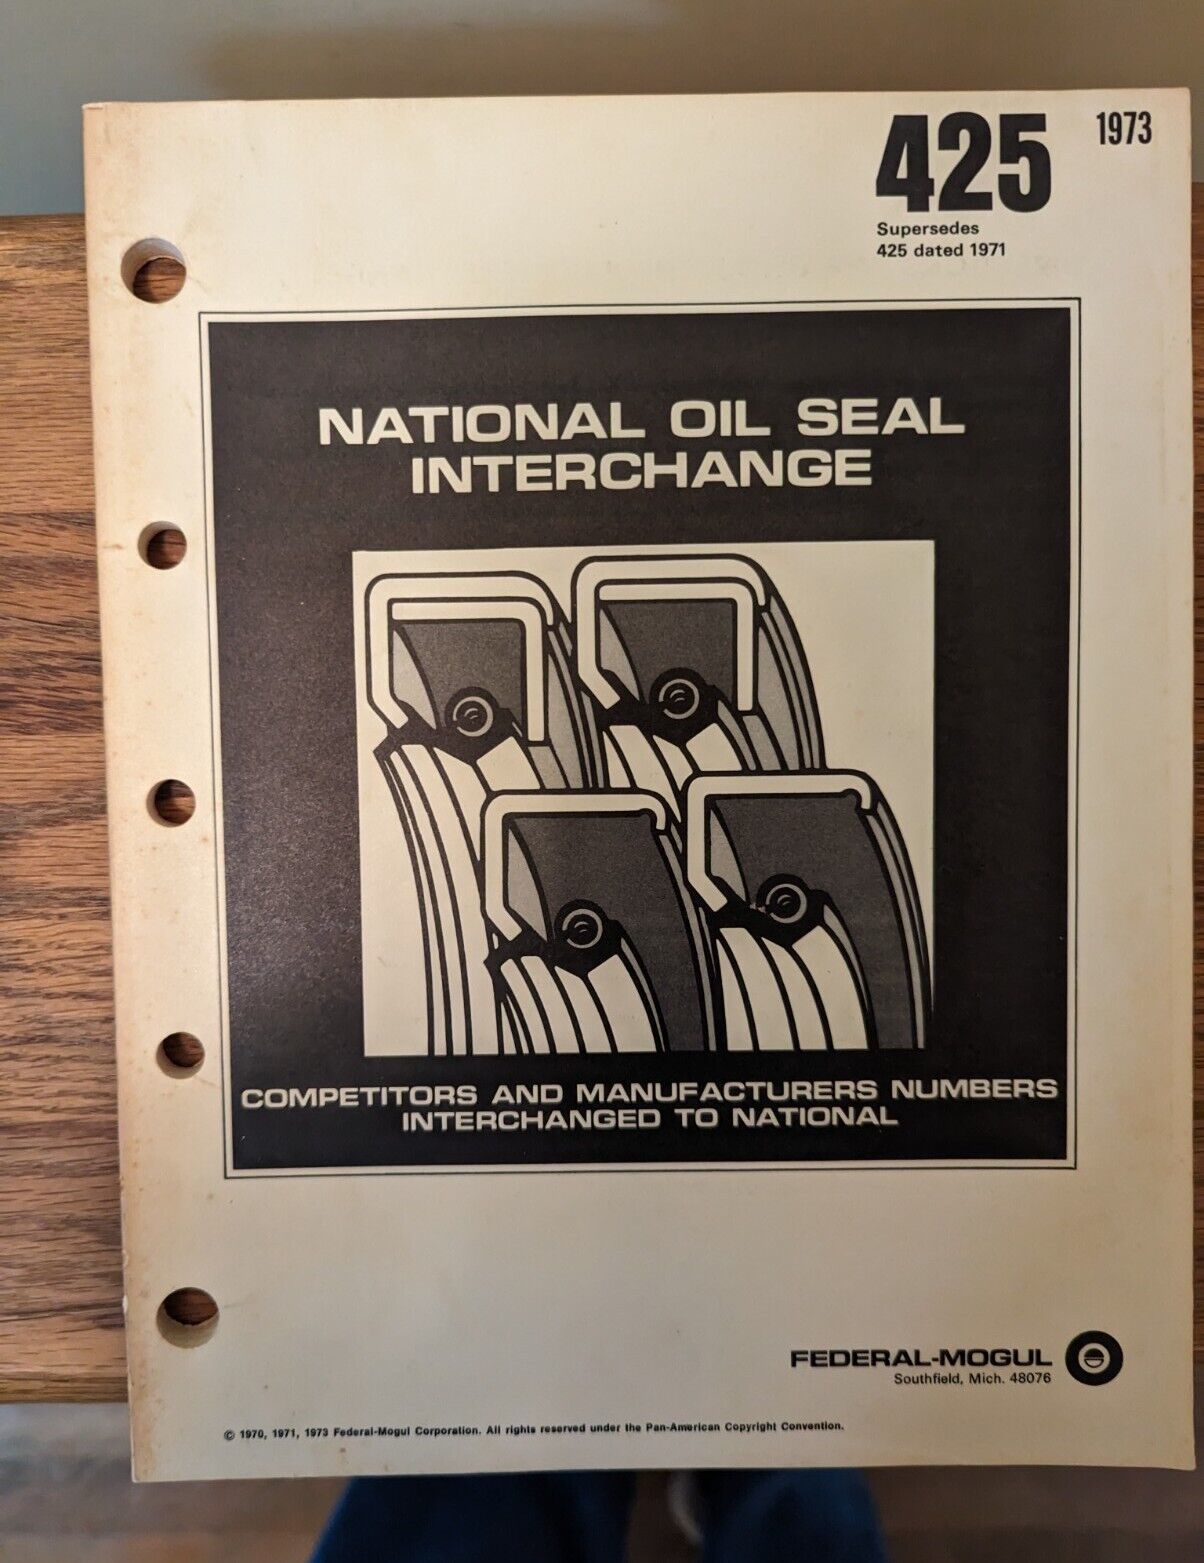 425 1973
Supersedes
425 dated 1971
NATIONAL OIL SEAL
INTERCHANGE
COMPETITORS AND MANUFACTURERS NUMBERS
INTERCHANGED TO NATIONAL
FEDERAL-MOGUL
Southfield, Mich. 48076
© 1970, 1971, 1973 Federal-Mogul Corporation. All rights reserved under the Pan-American Copyright Convention.